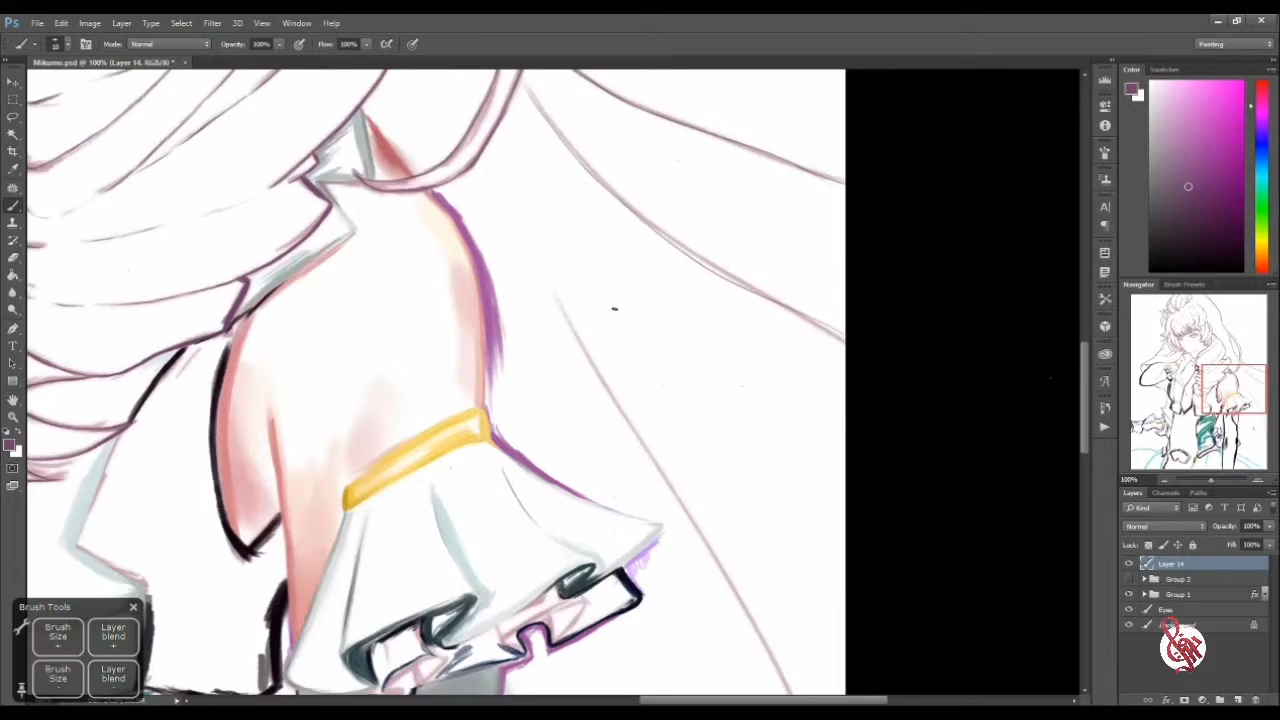 Ps File Edit Image Layer Type Select Filter 3D View Window Help
Mode: Normal Opacity: 100% Flow: 100% Painting
Mikumo.psd @ 100% (Layer 14, RGB/8) * ×
Color Swatches
Navigator Brush Presets
100%
Layers Channels Paths
Kind
Normal Opacity: 100%
Lock: Fill: 100%
Layer 14
Group 2
Group 1 fx
Eyes
Brush Tools
Brush Size +
Layer blend +
Brush Size -
Layer blend -